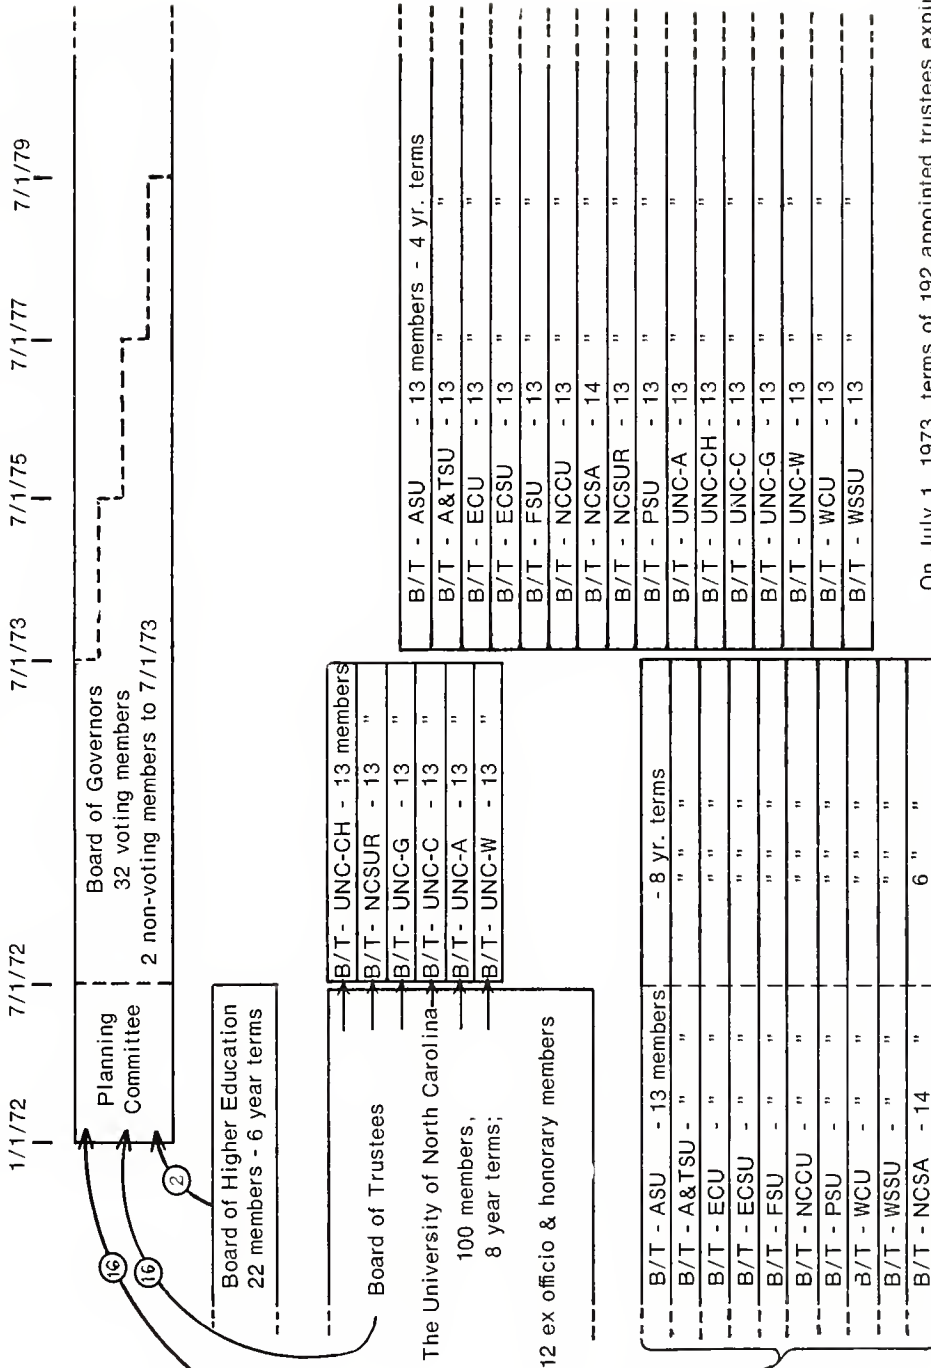 1/1/72 7/1/72 7/1/73 7/1/75 7/1/77 7/1/79
Planning
Committee
Board of Governors
32 voting members
2 non-voting members to 7/1/73
16
16
2
Board of Higher Education
22 members - 6 year terms
Board of Trustees
The University of North Carolina
100 members,
8 year terms;
12 ex officio & honorary members
B/T - UNC-CH - 13 members
B/T - NCSUR - 13 "
B/T - UNC-G - 13 "
B/T - UNC-C - 13 "
B/T - UNC-A - 13 "
B/T - UNC-W - 13 "
B/T - ASU - 13 members - 4 yr. terms
B/T - A&TSU - 13 " "
B/T - ECU - 13 " "
B/T - ECSU - 13 " "
B/T - FSU - 13 " "
B/T - NCCU - 13 " "
B/T - NCSA - 14 " "
B/T - NCSUR - 13 " "
B/T - PSU - 13 " "
B/T - UNC-A - 13 " "
B/T - UNC-CH - 13 " "
B/T - UNC-C - 13 " "
B/T - UNC-G - 13 " "
B/T - UNC-W - 13 " "
B/T - WCU - 13 " "
B/T - WSSU - 13 " "
B/T - ASU - 13 members - 8 yr. terms
B/T - A&TSU - " " " "
B/T - ECU - " " " "
B/T - ECSU - " " " "
B/T - FSU - " " " "
B/T - NCCU - " " " "
B/T - PSU - " " " "
B/T - WCU - " " " "
B/T - WSSU - " " " "
B/T - NCSA - 14 " 6 " "
On July 1, 1973, terms of 192 appointed trustees